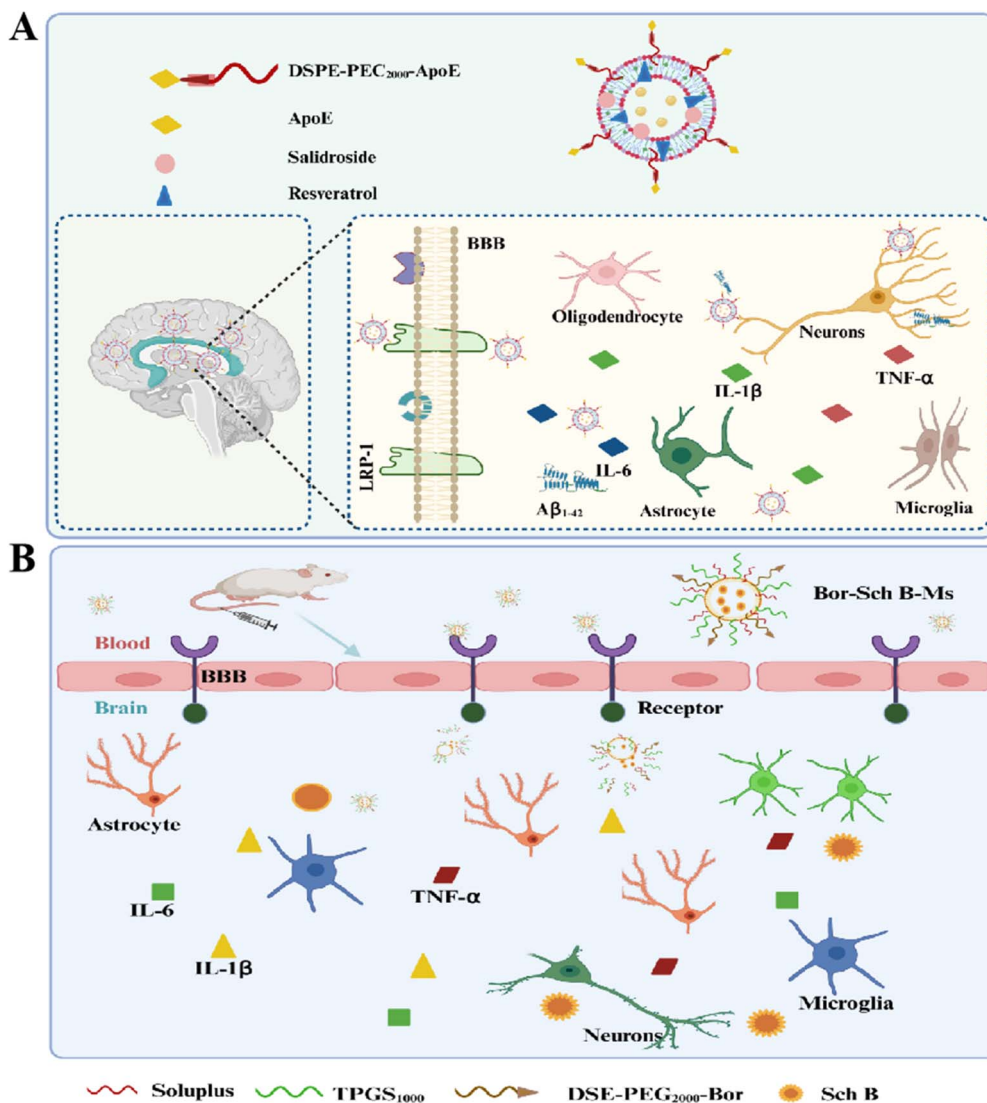 A
DSPE-PEC₂₀₀₀-ApoE
ApoE
Salidroside
Resveratrol
BBB
Oligodendrocyte
Neurons
IL-1β
TNF-α
LRP-1
IL-6
Aβ₁₋₄₂
Astrocyte
Microglia
B
Bor-Sch B-Ms
Blood
BBB
Brain
Receptor
Astrocyte
IL-6
TNF-α
IL-1β
Microglia
Neurons
Soluplus
TPGS₁₀₀₀
DSE-PEG₂₀₀₀-Bor
Sch B